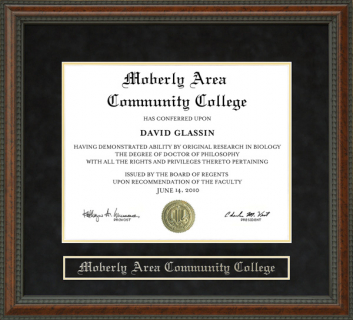 Moberly Area
Community College
HAS CONFERRED UPON
DAVID GLASSIN
HAVING DEMONSTRATED ABILITY BY ORIGINAL RESEARCH IN BIOLOGY
THE DEGREE OF DOCTOR OF PHILOSOPHY
WITH ALL THE RIGHTS AND PRIVILEGES THERETO PERTAINING
ISSUED BY THE BOARD OF REGENTS
UPON RECOMMENDATION OF THE FACULTY
JUNE 14, 2010
PROVOST
PRESIDENT
Moberly Area Community College